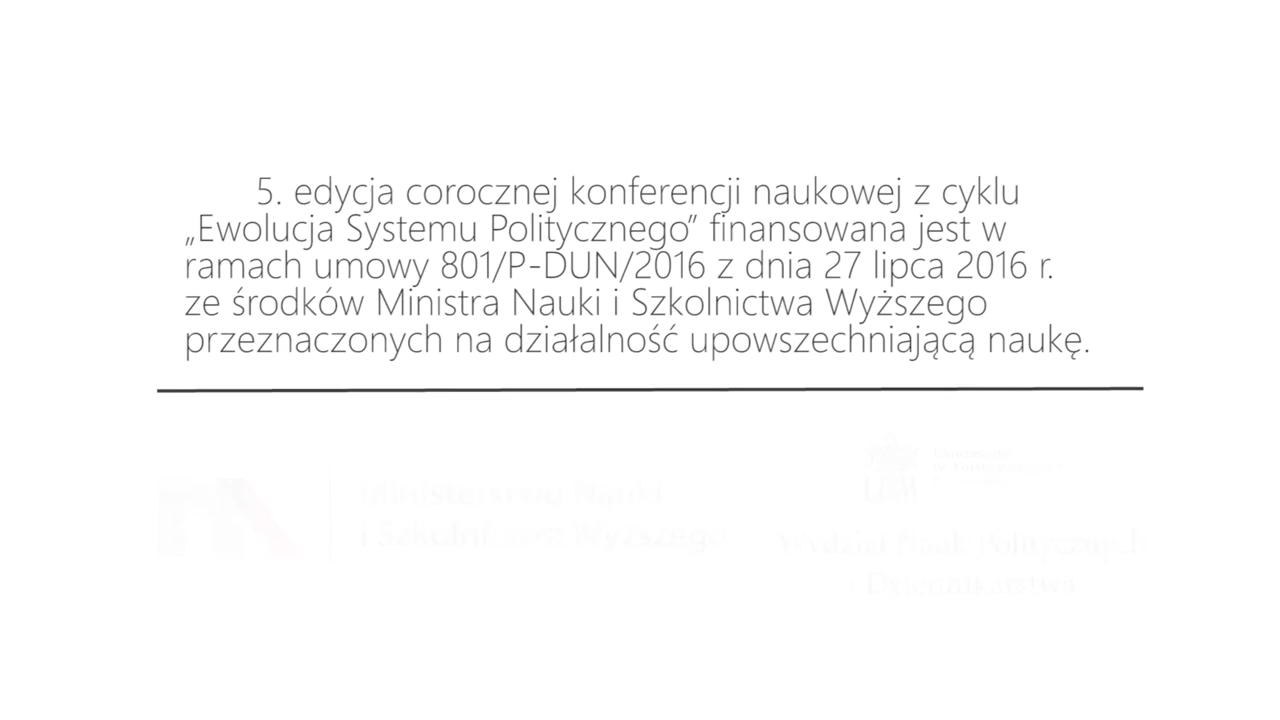 5. edycja corocznej konferencji naukowej z cyklu
„Ewolucja Systemu Politycznego” finansowana jest w
ramach umowy 801/P-DUN/2016 z dnia 27 lipca 2016 r.
ze środków Ministra Nauki i Szkolnictwa Wyższego
przeznaczonych na działalność upowszechniającą naukę.
Ministerstwo Nauki
i Szkolnictwa Wyższego
Wydział Nauk Politycznych
i Dziennikarstwa